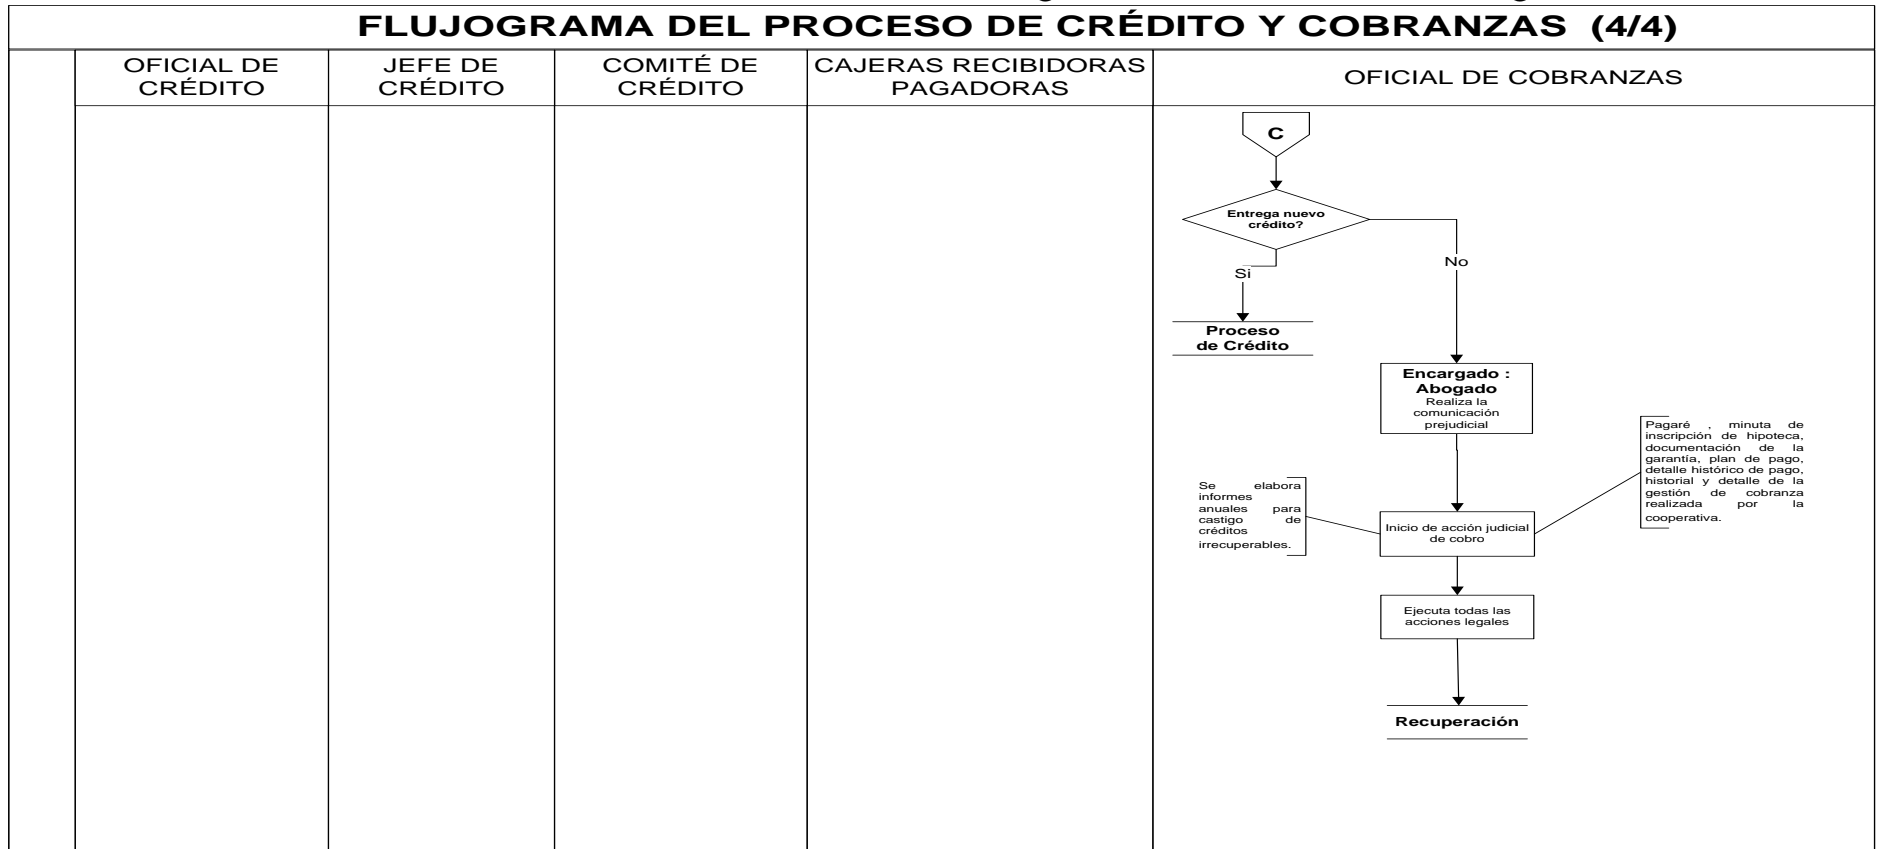 FLUJOGRAMA DEL PROCESO DE CRÉDITO Y COBRANZAS (4/4)
OFICIAL DE
CRÉDITO
JEFE DE
CRÉDITO
COMITÉ DE
CRÉDITO
CAJERAS RECIBIDORAS
PAGADORAS
OFICIAL DE COBRANZAS
C
Entrega nuevo
crédito?
Si
No
Proceso
de Crédito
Encargado :
Abogado
Realiza la
comunicación
prejudicial
Pagaré , minuta de
inscripción de hipoteca,
documentación de la
garantía, plan de pago,
detalle histórico de pago,
historial y detalle de la
gestión de cobranza
realizada por la
cooperativa.
Se elabora
informes
anuales para
castigo de
créditos
irrecuperables.
Inicio de acción judicial
de cobro
Ejecuta todas las
acciones legales
Recuperación